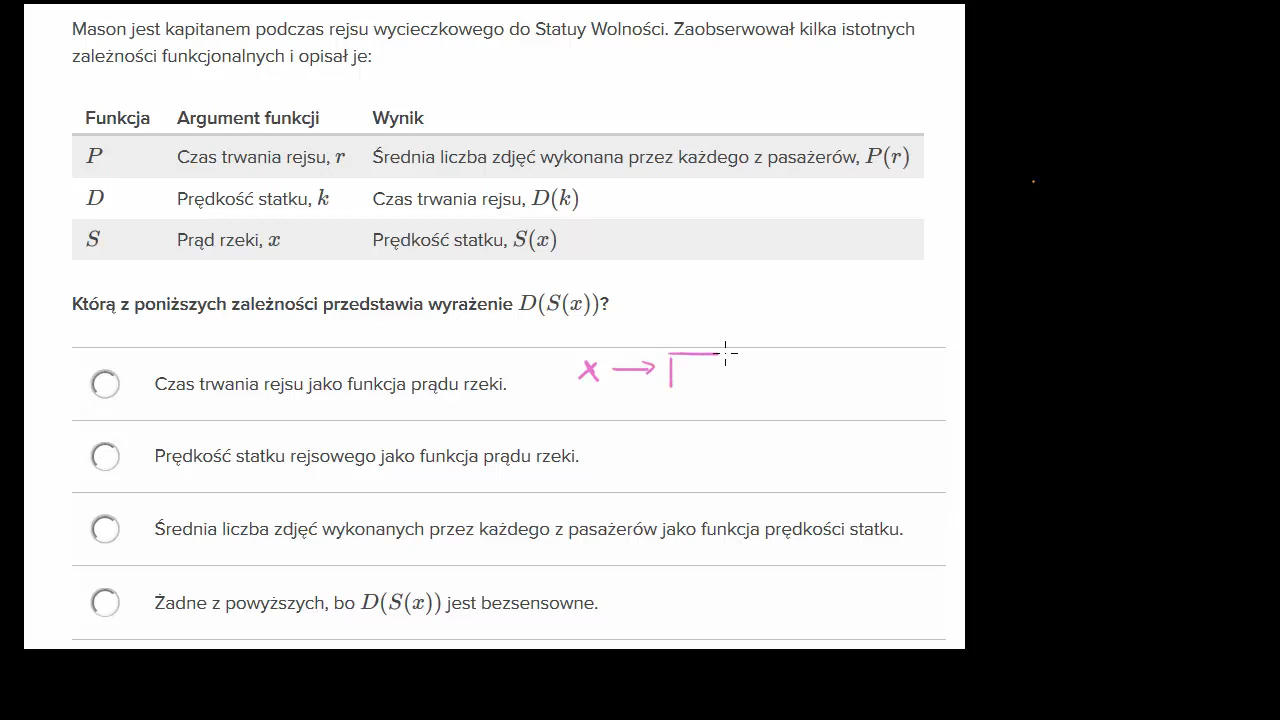 Mason jest kapitanem podczas rejsu wycieczkowego do Statuy Wolności. Zaobserwował kilka istotnych
zależności funkcjonalnych i opisał je:
Funkcja Argument funkcji Wynik
P Czas trwania rejsu, r Średnia liczba zdjęć wykonana przez każdego z pasażerów, P(r)
D Prędkość statku, k Czas trwania rejsu, D(k)
S Prąd rzeki, x Prędkość statku, S(x)
Którą z poniższych zależności przedstawia wyrażenie D(S(x))?
x →
Czas trwania rejsu jako funkcja prądu rzeki.
Prędkość statku rejsowego jako funkcja prądu rzeki.
Średnia liczba zdjęć wykonanych przez każdego z pasażerów jako funkcja prędkości statku.
Żadne z powyższych, bo D(S(x)) jest bezsensowne.